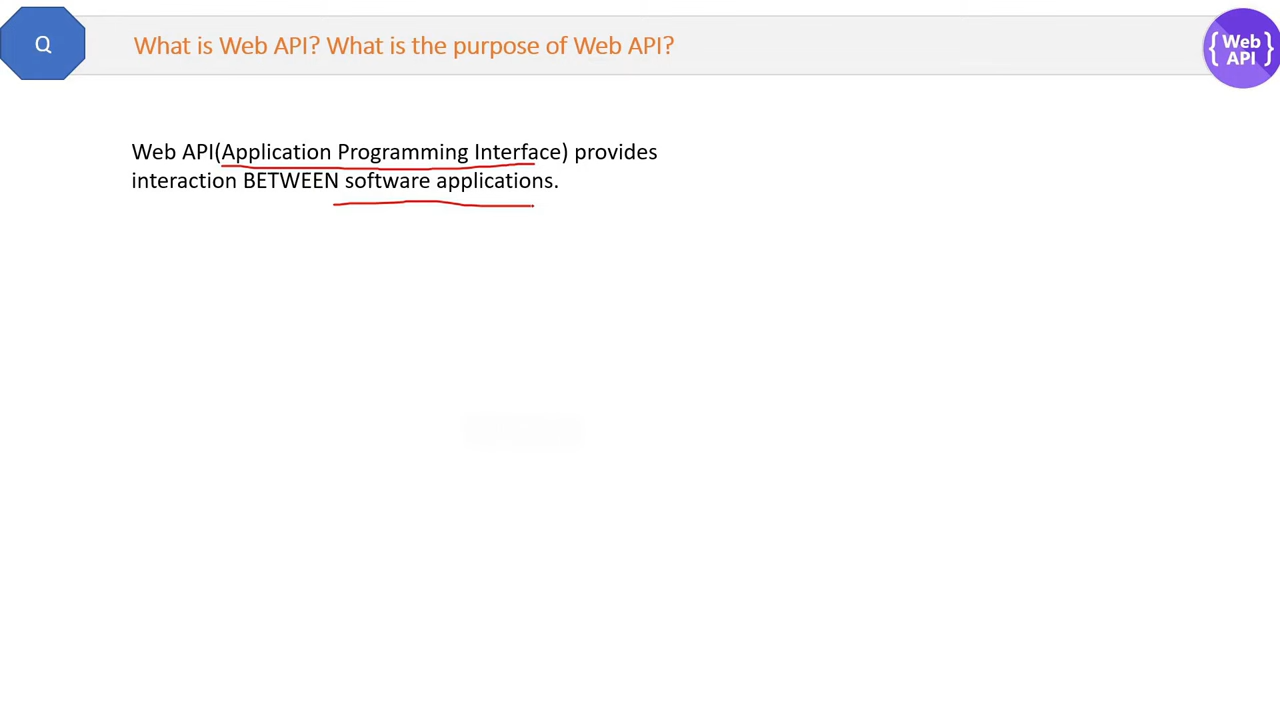 Q
What is Web API? What is the purpose of Web API?
{Web API}
Web API(Application Programming Interface) provides
interaction BETWEEN software applications.